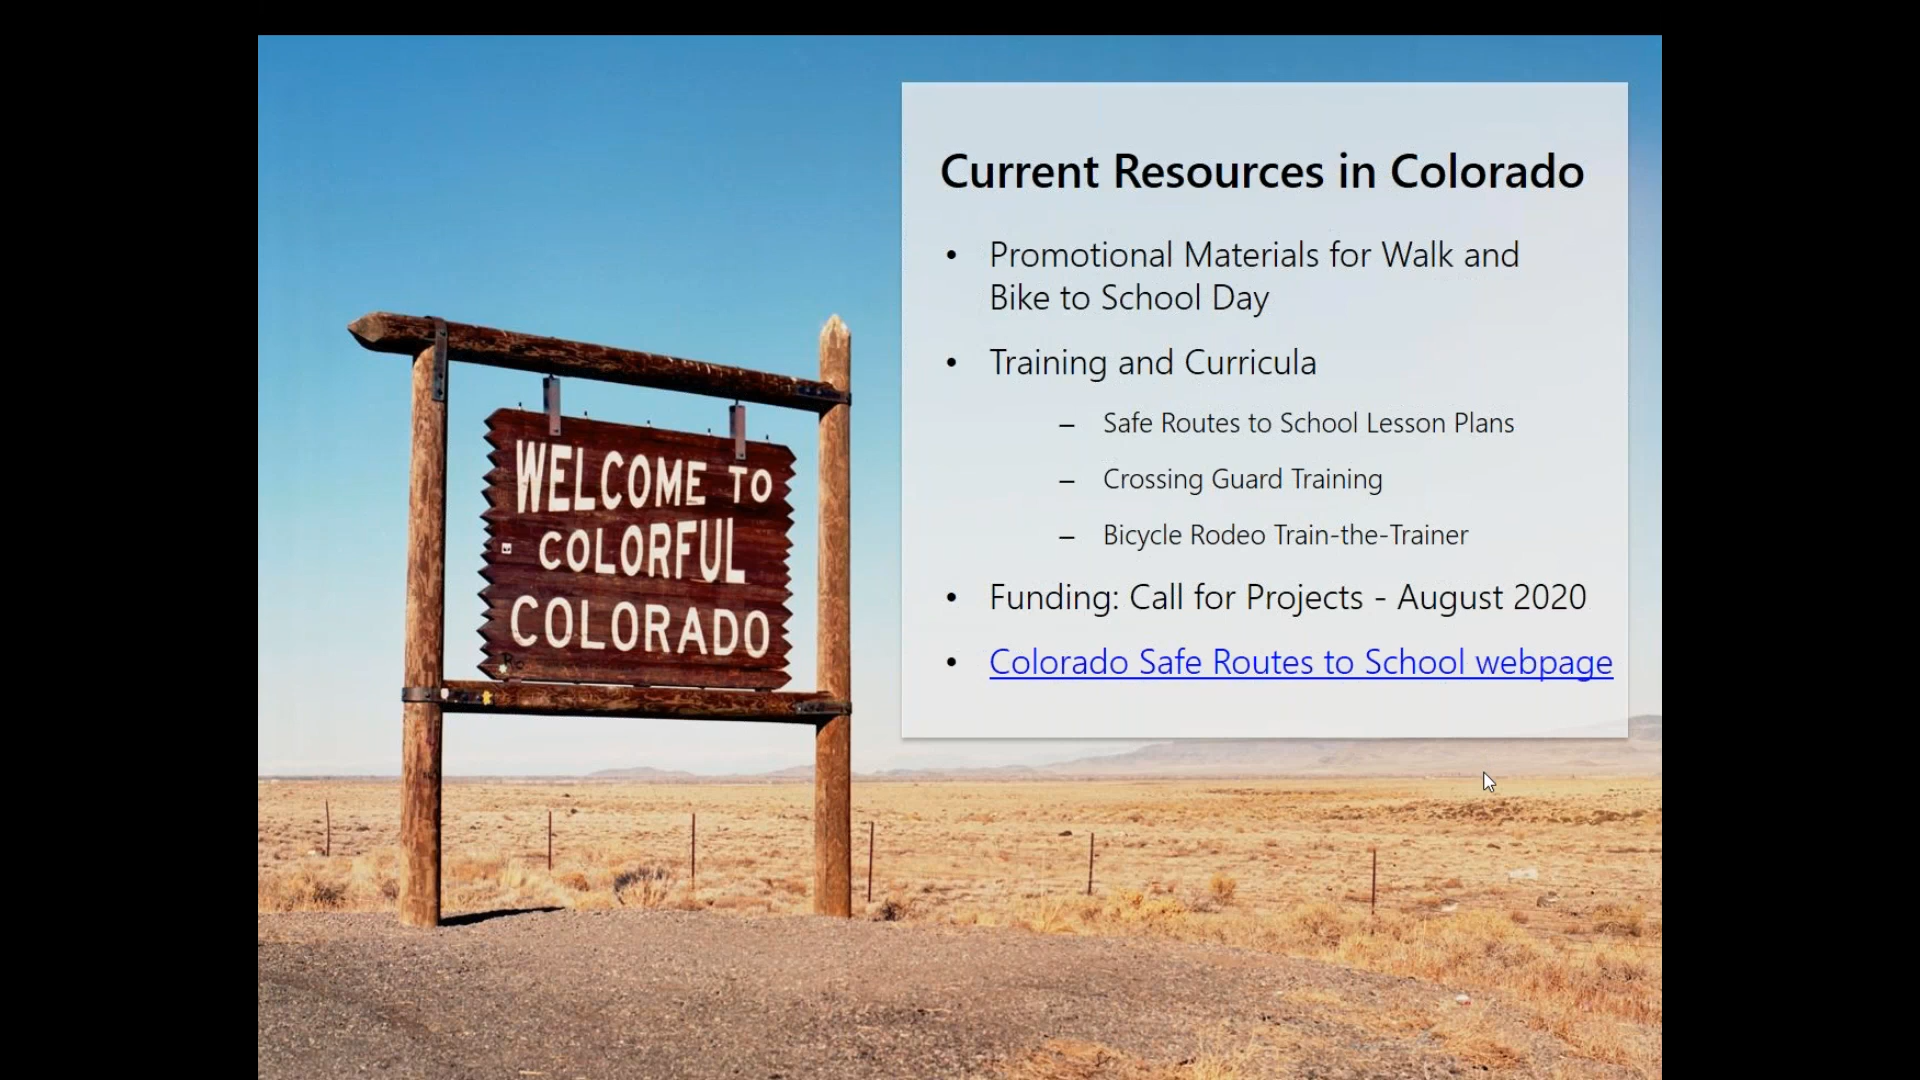 Current Resources in Colorado
• Promotional Materials for Walk and
Bike to School Day
• Training and Curricula
– Safe Routes to School Lesson Plans
– Crossing Guard Training
– Bicycle Rodeo Train-the-Trainer
• Funding: Call for Projects - August 2020
• Colorado Safe Routes to School webpage
WELCOME TO
COLORFUL
COLORADO